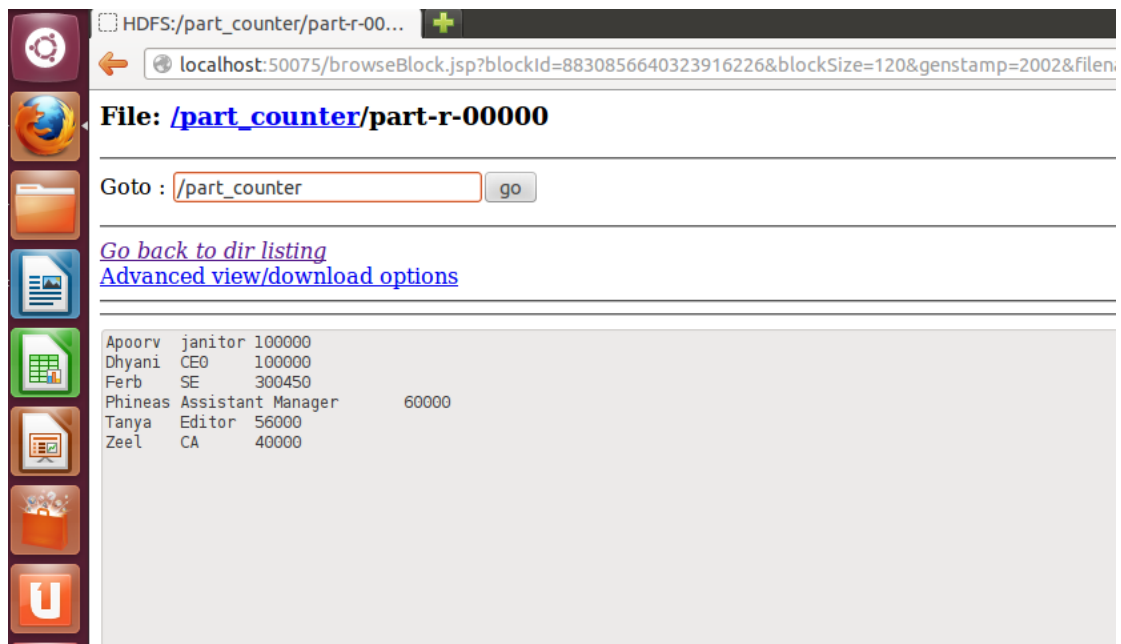 HDFS:/part_counter/part-r-00...
localhost:50075/browseBlock.jsp?blockId=8830856640323916226&blockSize=120&genstamp=2002&filen
File: /part_counter/part-r-00000
Goto : /part_counter go
Go back to dir listing
Advanced view/download options
Apoorv janitor 100000
Dhyani CE0 100000
Ferb SE 300450
Phineas Assistant Manager 60000
Tanya Editor 56000
Zeel CA 40000